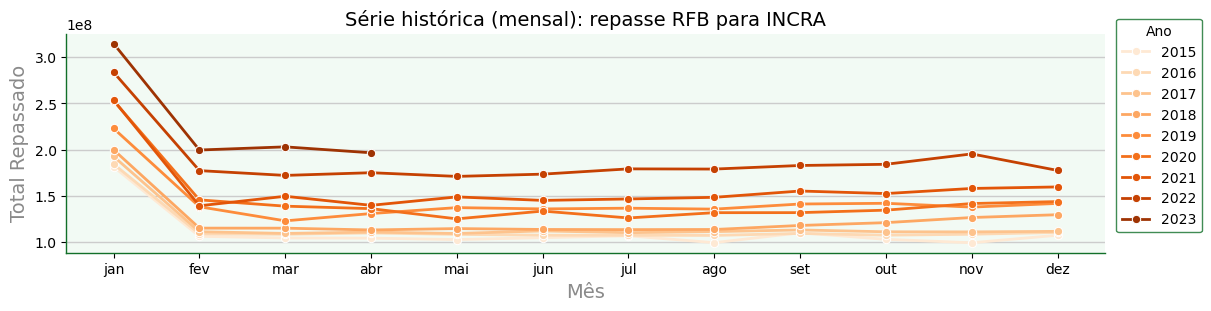 Série histórica (mensal): repasse RFB para INCRA
1e8
Total Repassado
3.0
2.5
2.0
1.5
1.0
jan fev mar abr mai jun jul ago set out nov dez
Mês
Ano
2015
2016
2017
2018
2019
2020
2021
2022
2023